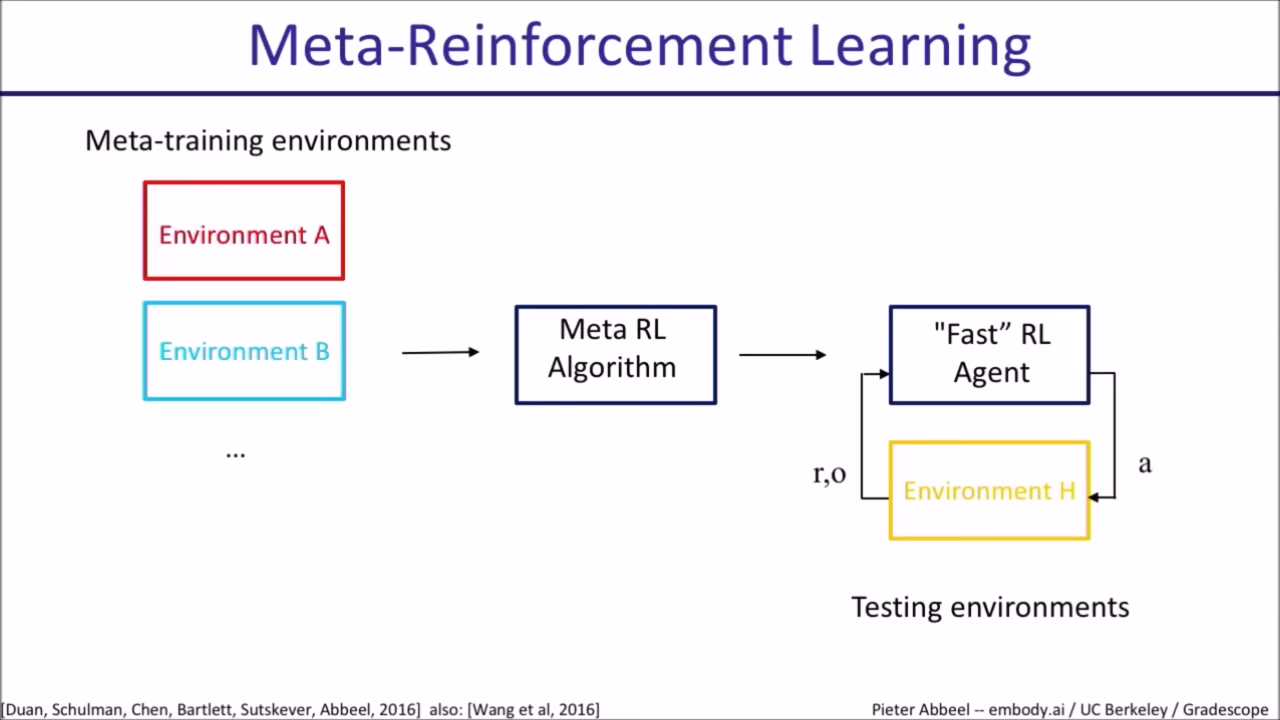 Meta-Reinforcement Learning
Meta-training environments
Environment A
Environment B
...
Meta RL
Algorithm
"Fast” RL
Agent
r,o
a
Environment H
Testing environments
[Duan, Schulman, Chen, Bartlett, Sutskever, Abbeel, 2016] also: [Wang et al, 2016]
Pieter Abbeel -- embody.ai / UC Berkeley / Gradescope